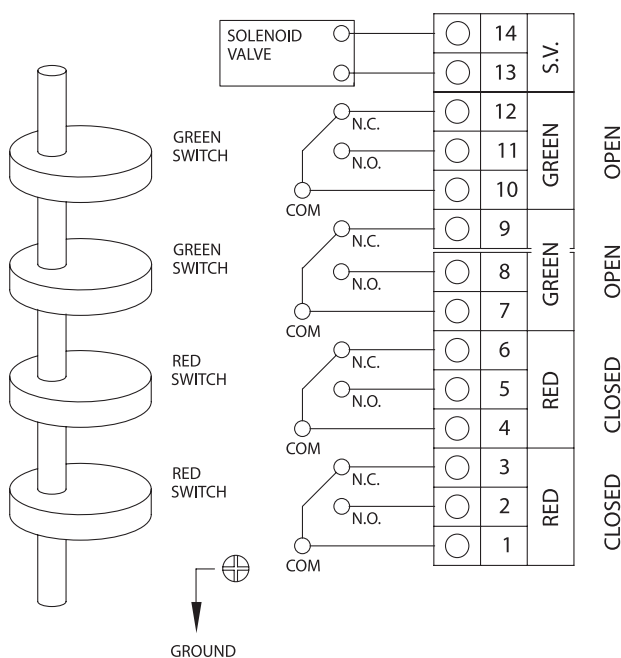 SOLENOID
VALVE
14
13
S.V.
GREEN
SWITCH
N.C.
N.O.
COM
12
11
10
GREEN
OPEN
GREEN
SWITCH
N.C.
N.O.
COM
9
8
7
GREEN
OPEN
RED
SWITCH
N.C.
N.O.
COM
6
5
4
RED
CLOSED
RED
SWITCH
N.C.
N.O.
COM
3
2
1
RED
CLOSED
GROUND